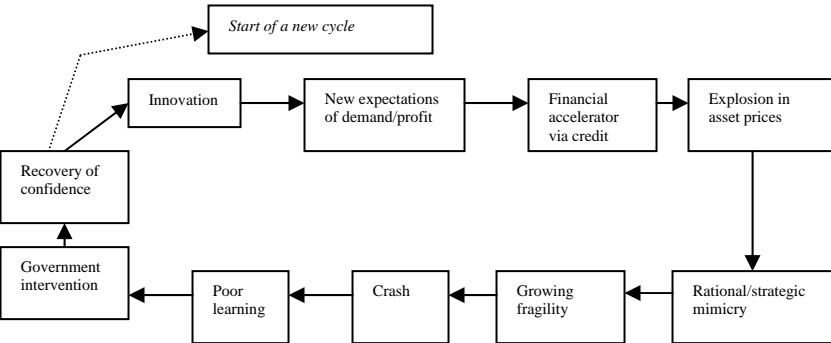 Start of a new cycle
Innovation
New expectations
of demand/profit
Financial
accelerator
via credit
Explosion in
asset prices
Recovery of
confidence
Government
intervention
Poor
learning
Crash
Growing
fragility
Rational/strategic
mimicry